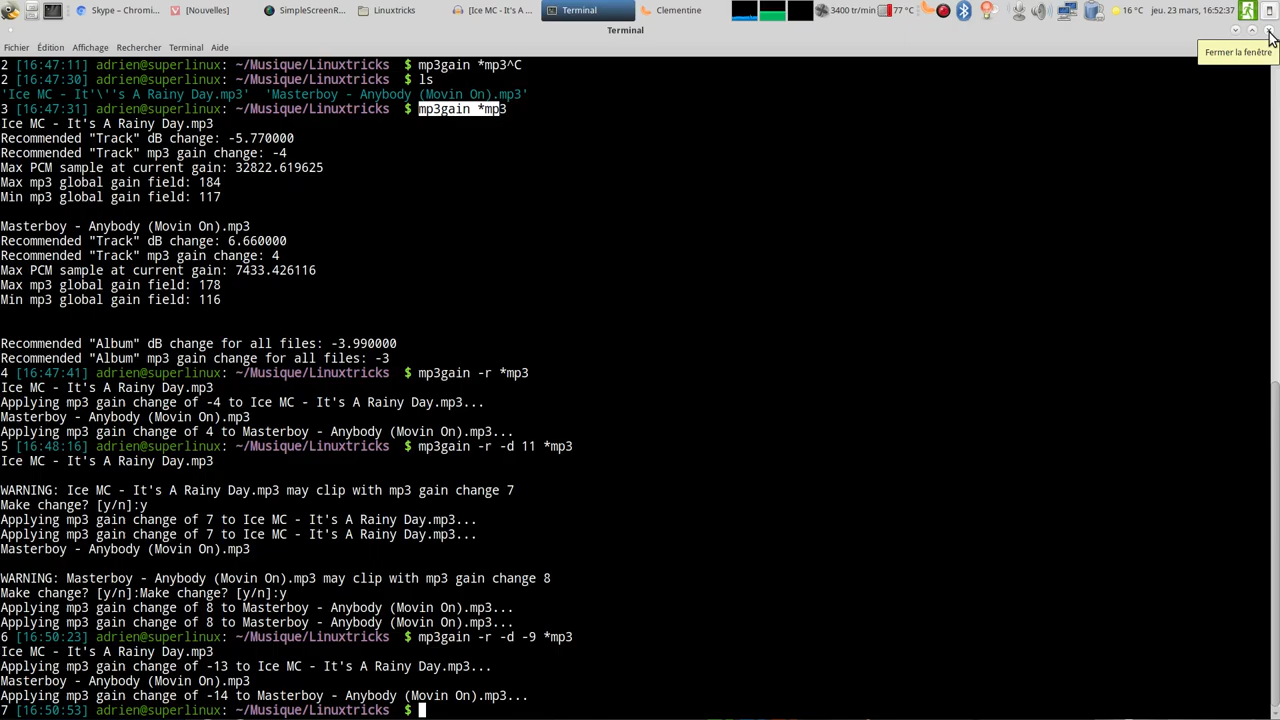 Skype – Chromi...
[Nouvelles]
SimpleScreenR...
Linuxtricks
[Ice MC - It's A ...
Terminal
Clementine
3400 tr/min
77 °C
16 °C
jeu. 23 mars, 16:52:37
Terminal
Fichier Édition Affichage Rechercher Terminal Aide
Fermer la fenêtre
2 [16:47:11] adrien@superlinux: ~/Musique/Linuxtricks $ mp3gain *mp3^C
2 [16:47:30] adrien@superlinux: ~/Musique/Linuxtricks $ ls
'Ice MC - It'\''s A Rainy Day.mp3' 'Masterboy - Anybody (Movin On).mp3'
3 [16:47:31] adrien@superlinux: ~/Musique/Linuxtricks $ mp3gain *mp3
Ice MC - It's A Rainy Day.mp3
Recommended "Track" dB change: -5.770000
Recommended "Track" mp3 gain change: -4
Max PCM sample at current gain: 32822.619625
Max mp3 global gain field: 184
Min mp3 global gain field: 117
Masterboy - Anybody (Movin On).mp3
Recommended "Track" dB change: 6.660000
Recommended "Track" mp3 gain change: 4
Max PCM sample at current gain: 7433.426116
Max mp3 global gain field: 178
Min mp3 global gain field: 116
Recommended "Album" dB change for all files: -3.990000
Recommended "Album" mp3 gain change for all files: -3
4 [16:47:41] adrien@superlinux: ~/Musique/Linuxtricks $ mp3gain -r *mp3
Ice MC - It's A Rainy Day.mp3
Applying mp3 gain change of -4 to Ice MC - It's A Rainy Day.mp3...
Masterboy - Anybody (Movin On).mp3
Applying mp3 gain change of 4 to Masterboy - Anybody (Movin On).mp3...
5 [16:48:16] adrien@superlinux: ~/Musique/Linuxtricks $ mp3gain -r -d 11 *mp3
Ice MC - It's A Rainy Day.mp3
WARNING: Ice MC - It's A Rainy Day.mp3 may clip with mp3 gain change 7
Make change? [y/n]:y
Applying mp3 gain change of 7 to Ice MC - It's A Rainy Day.mp3...
Applying mp3 gain change of 7 to Ice MC - It's A Rainy Day.mp3...
Masterboy - Anybody (Movin On).mp3
WARNING: Masterboy - Anybody (Movin On).mp3 may clip with mp3 gain change 8
Make change? [y/n]:Make change? [y/n]:y
Applying mp3 gain change of 8 to Masterboy - Anybody (Movin On).mp3...
Applying mp3 gain change of 8 to Masterboy - Anybody (Movin On).mp3...
6 [16:50:23] adrien@superlinux: ~/Musique/Linuxtricks $ mp3gain -r -d -9 *mp3
Ice MC - It's A Rainy Day.mp3
Applying mp3 gain change of -13 to Ice MC - It's A Rainy Day.mp3...
Masterboy - Anybody (Movin On).mp3
Applying mp3 gain change of -14 to Masterboy - Anybody (Movin On).mp3...
7 [16:50:53] adrien@superlinux: ~/Musique/Linuxtricks $